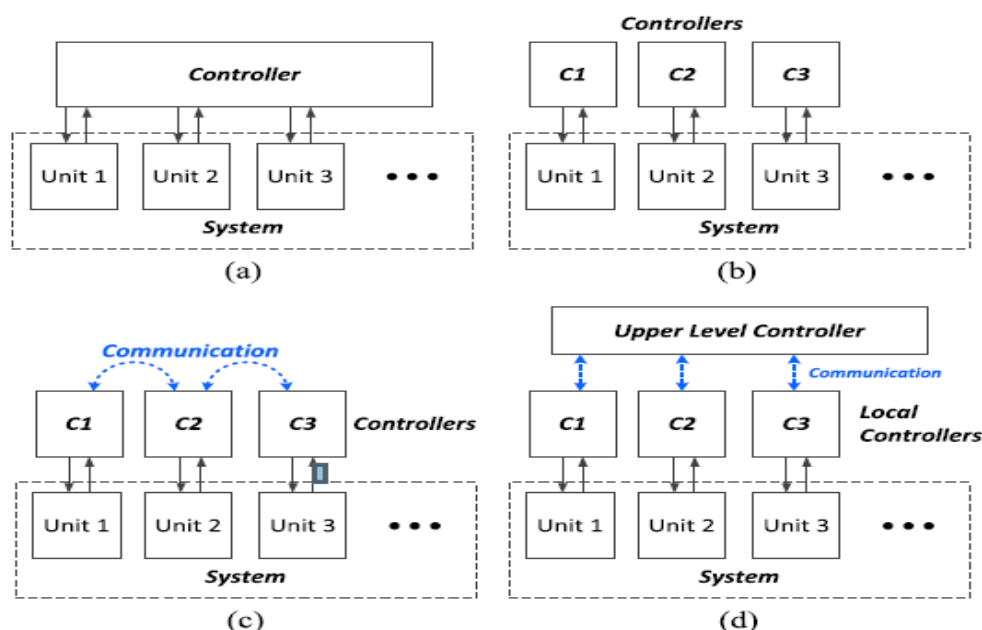 Controller
Unit 1 Unit 2 Unit 3
System
(a)
Controllers
C1 C2 C3
Unit 1 Unit 2 Unit 3
System
(b)
Communication
C1 C2 C3 Controllers
Unit 1 Unit 2 Unit 3
System
(c)
Upper Level Controller
Communication
C1 C2 C3
Local
Controllers
Unit 1 Unit 2 Unit 3
System
(d)